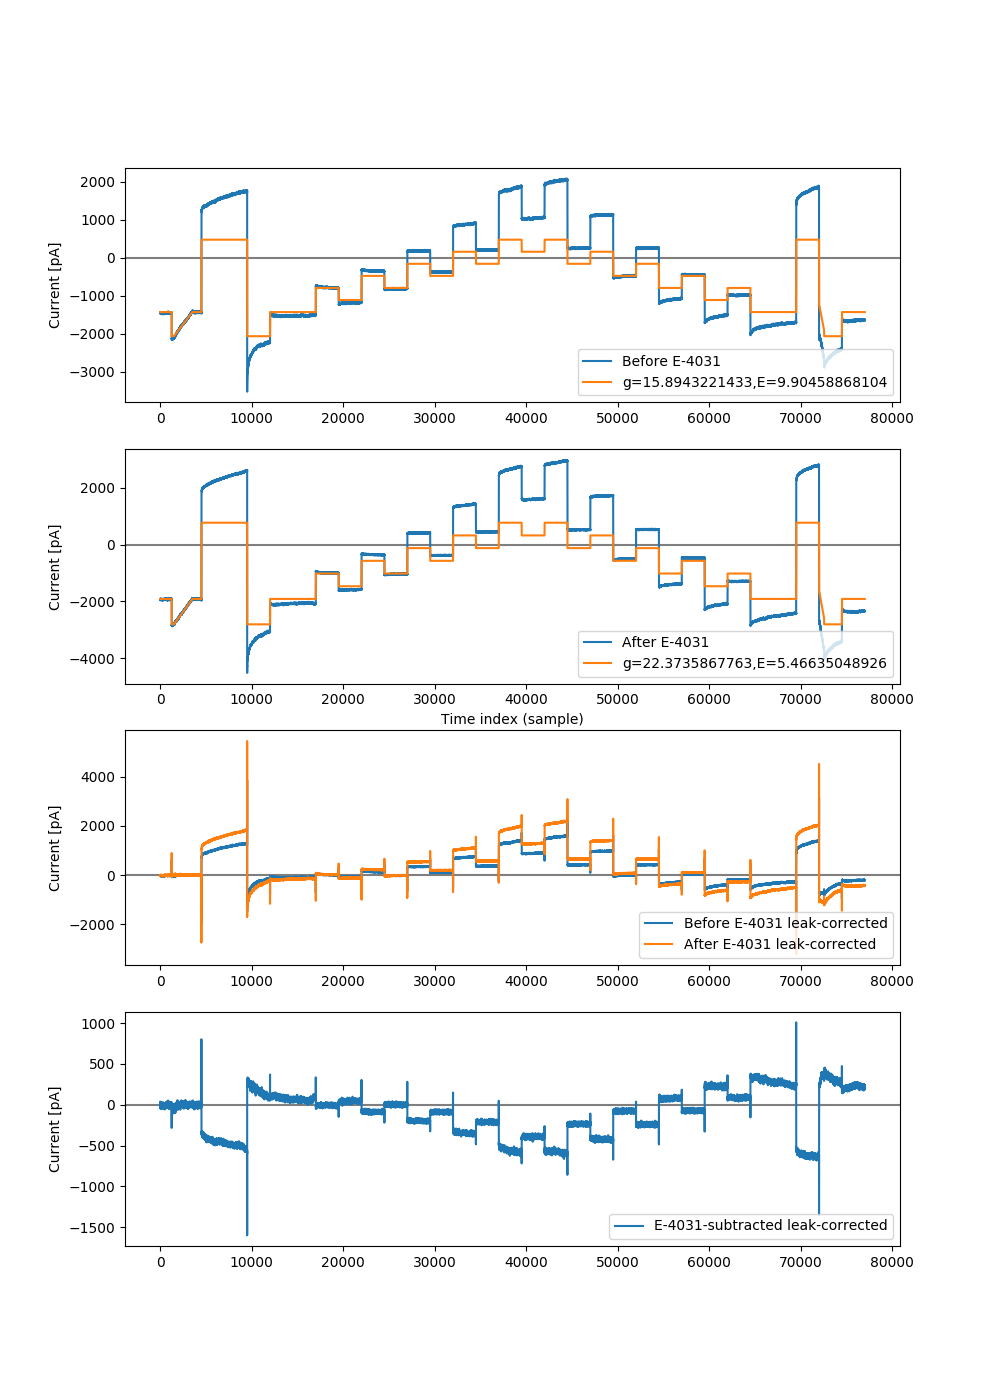 2000
1000
0
−1000
−2000
−3000
Current [pA]
Before E-4031
g=15.8943221433,E=9.90458868104
0 10000 20000 30000 40000 50000 60000 70000 80000
2000
0
−2000
−4000
Current [pA]
After E-4031
g=22.3735867763,E=5.46635048926
0 10000 20000 30000 40000 50000 60000 70000 80000
Time index (sample)
4000
2000
0
−2000
Current [pA]
Before E-4031 leak-corrected
After E-4031 leak-corrected
0 10000 20000 30000 40000 50000 60000 70000 80000
1000
500
0
−500
−1000
−1500
Current [pA]
E-4031-subtracted leak-corrected
0 10000 20000 30000 40000 50000 60000 70000 80000